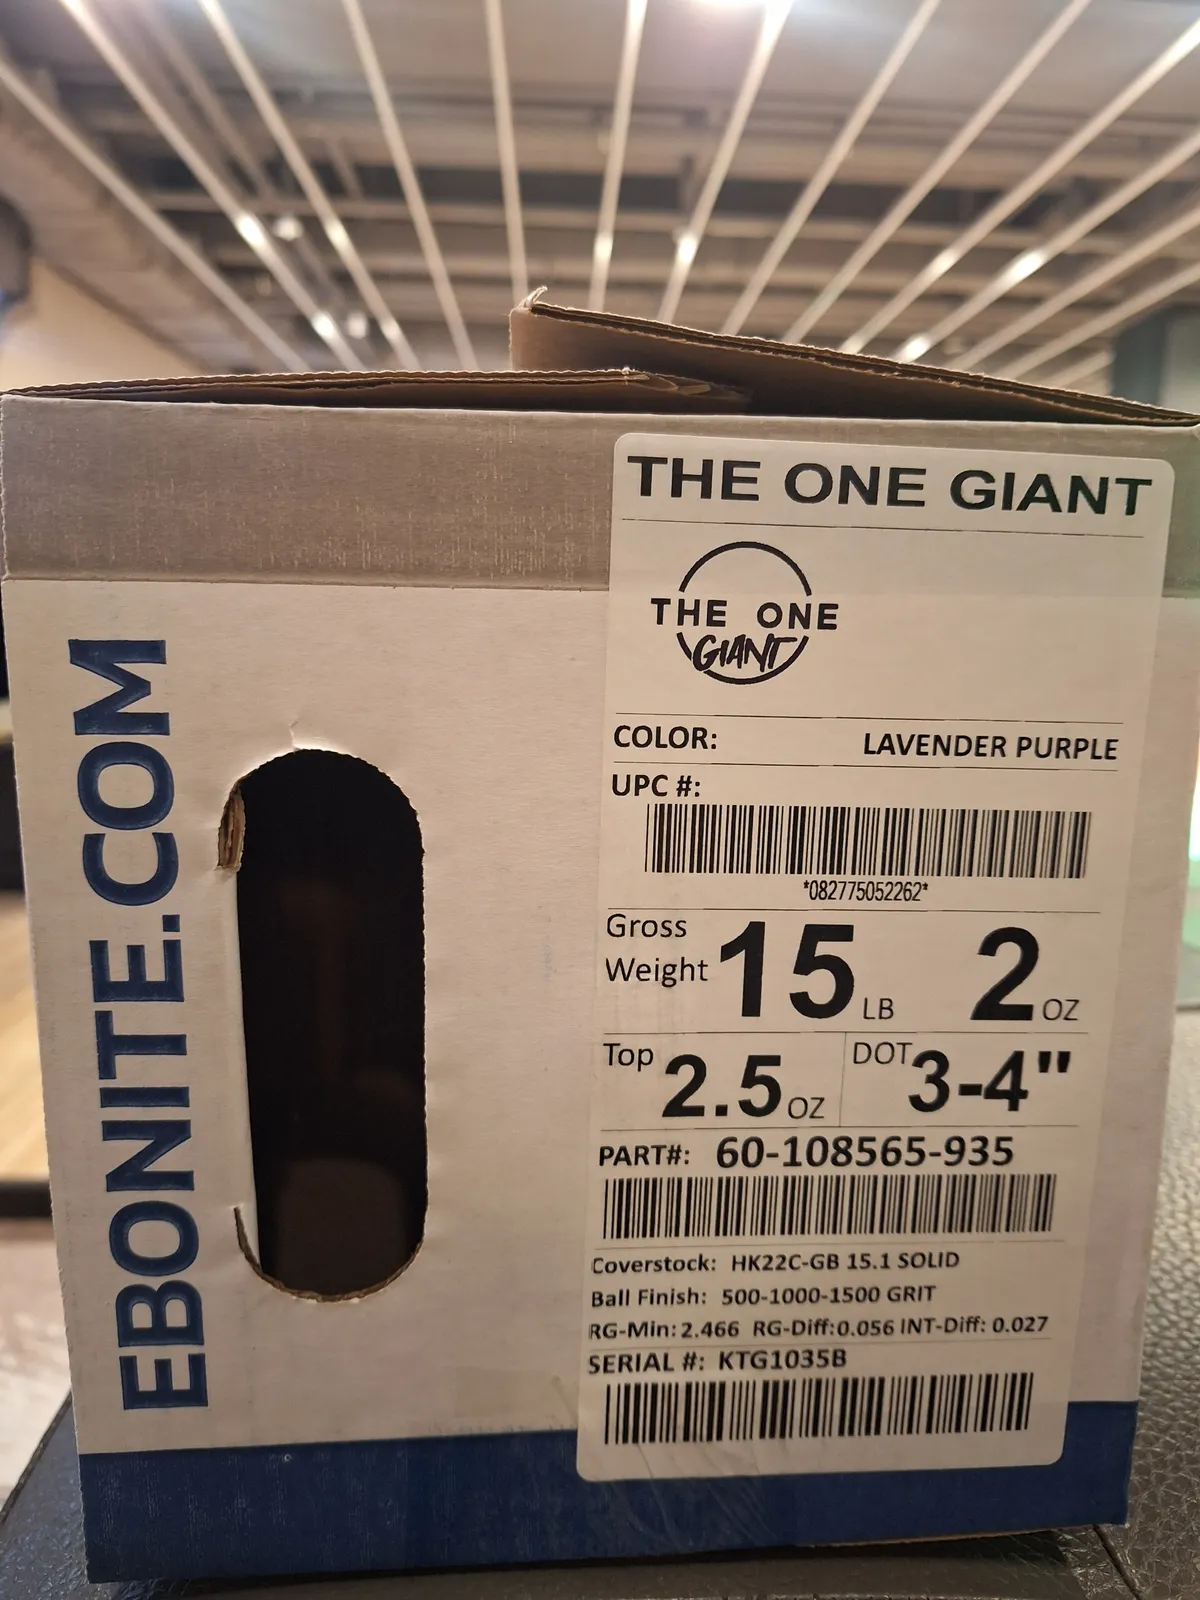 EBONITE.COM
THE ONE GIANT
THE ONE
GIANT
COLOR: LAVENDER PURPLE
UPC #:
*082775052262*
Gross Weight 15 LB 2 OZ
Top 2.5 OZ DOT 3-4"
PART#: 60-108565-935
Coverstock: HK22C-GB 15.1 SOLID
Ball Finish: 500-1000-1500 GRIT
RG-Min: 2.466 RG-Diff:0.056 INT-Diff: 0.027
SERIAL #: KTG1035B